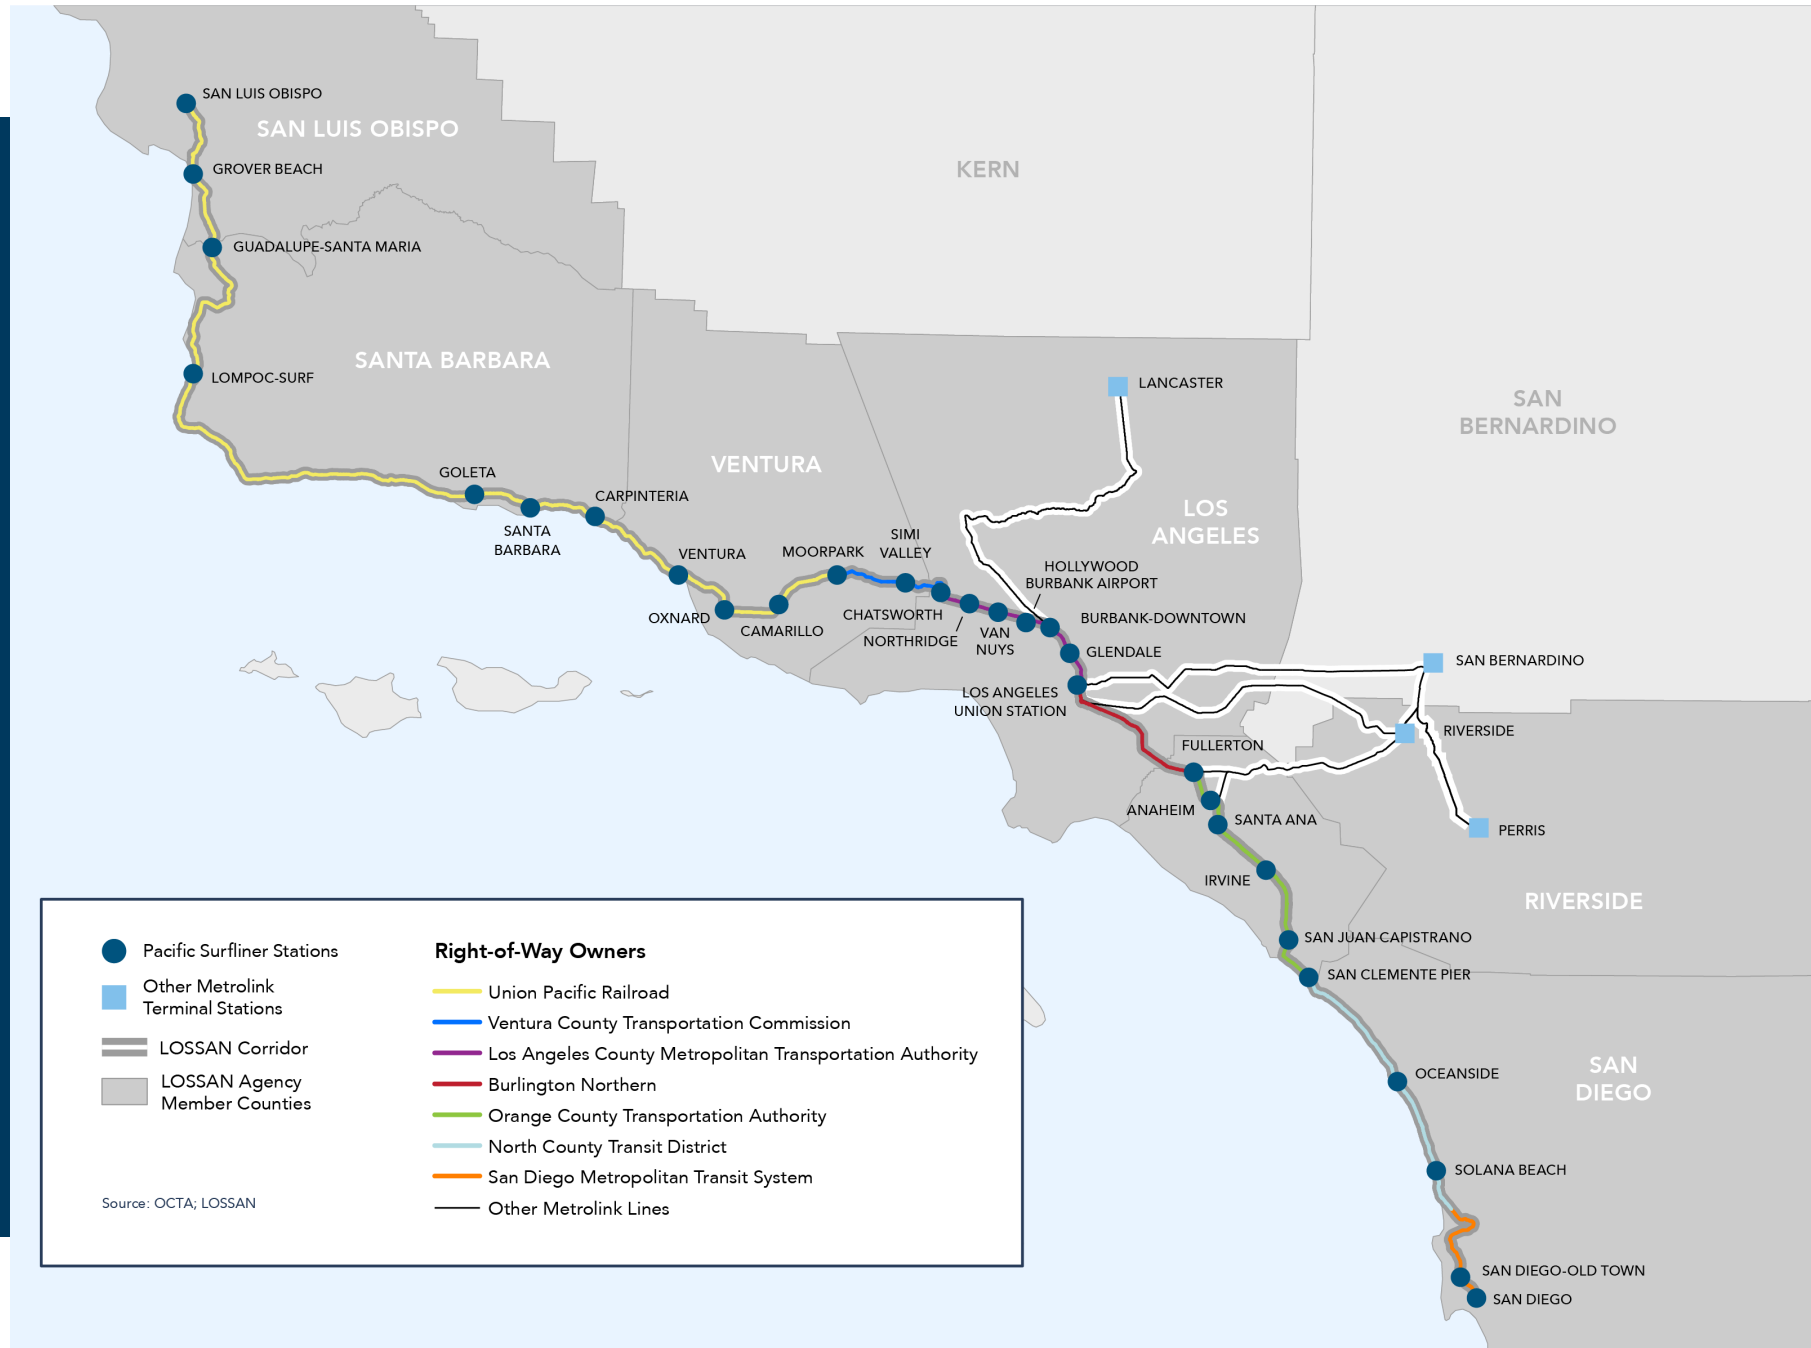 SAN LUIS OBISPO
SAN LUIS OBISPO
GROVER BEACH
KERN
GUADALUPE-SANTA MARIA
SANTA BARBARA
LOMPOC-SURF
LANCASTER
SAN
BERNARDINO
GOLETA
VENTURA
CARPINTERIA
SANTA
BARBARA
LOS
ANGELES
VENTURA
MOORPARK
SIMI
VALLEY
HOLLYWOOD
BURBANK AIRPORT
OXNARD
CAMARILLO
CHATSWORTH
NORTHRIDGE
VAN
NUYS
BURBANK-DOWNTOWN
GLENDALE
SAN BERNARDINO
LOS ANGELES
UNION STATION
RIVERSIDE
FULLERTON
ANAHEIM
SANTA ANA
PERRIS
IRVINE
RIVERSIDE
SAN JUAN CAPISTRANO
SAN CLEMENTE PIER
OCEANSIDE
SAN
DIEGO
SOLANA BEACH
SAN DIEGO-OLD TOWN
SAN DIEGO
Pacific Surfliner Stations
Other Metrolink
Terminal Stations
LOSSAN Corridor
LOSSAN Agency
Member Counties
Source: OCTA; LOSSAN
Right-of-Way Owners
Union Pacific Railroad
Ventura County Transportation Commission
Los Angeles County Metropolitan Transportation Authority
Burlington Northern
Orange County Transportation Authority
North County Transit District
San Diego Metropolitan Transit System
Other Metrolink Lines